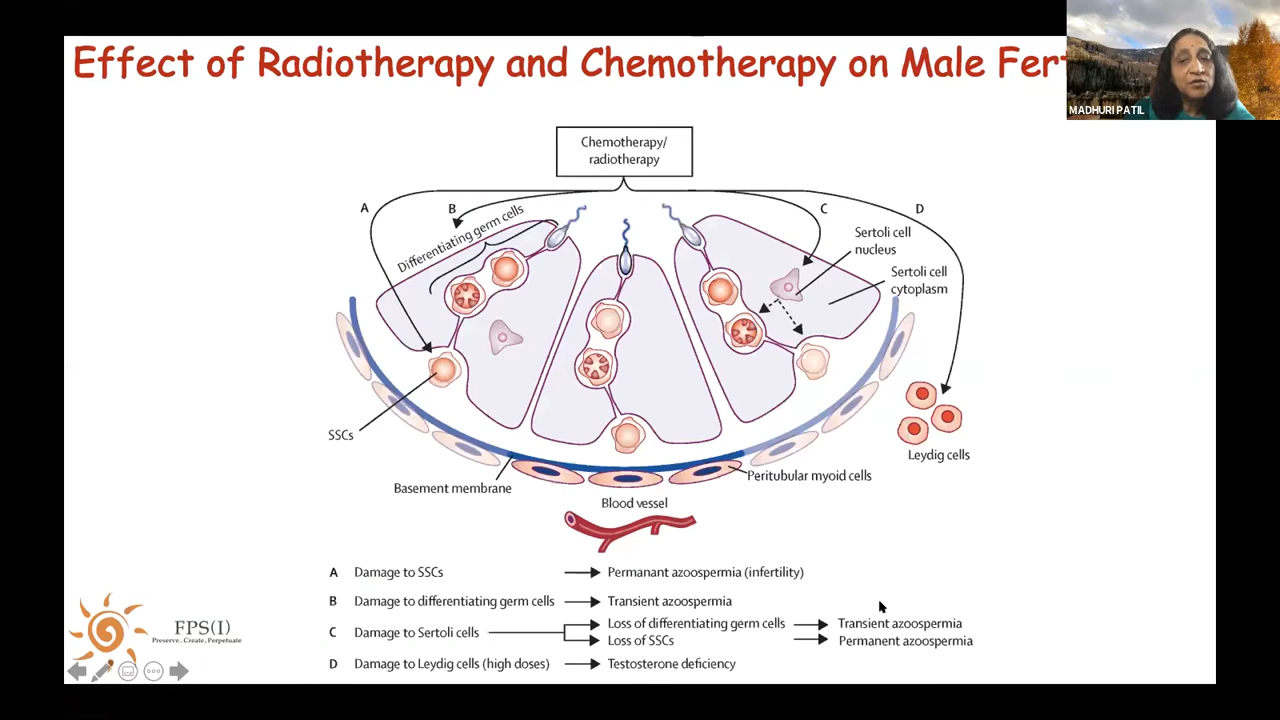 Effect of Radiotherapy and Chemotherapy on Male Fer
MADHURI PATIL
Chemotherapy/
radiotherapy
A
B
C
D
Differentiating germ cells
Sertoli cell
nucleus
Sertoli cell
cytoplasm
SSCs
Leydig cells
Basement membrane
Peritubular myoid cells
Blood vessel
A Damage to SSCs Permanant azoospermia (infertility)
B Damage to differentiating germ cells Transient azoospermia
C Damage to Sertoli cells Loss of differentiating germ cells Transient azoospermia
Loss of SSCs Permanent azoospermia
D Damage to Leydig cells (high doses) Testosterone deficiency
FPS(I)
Preserve.Create.Perpetuate